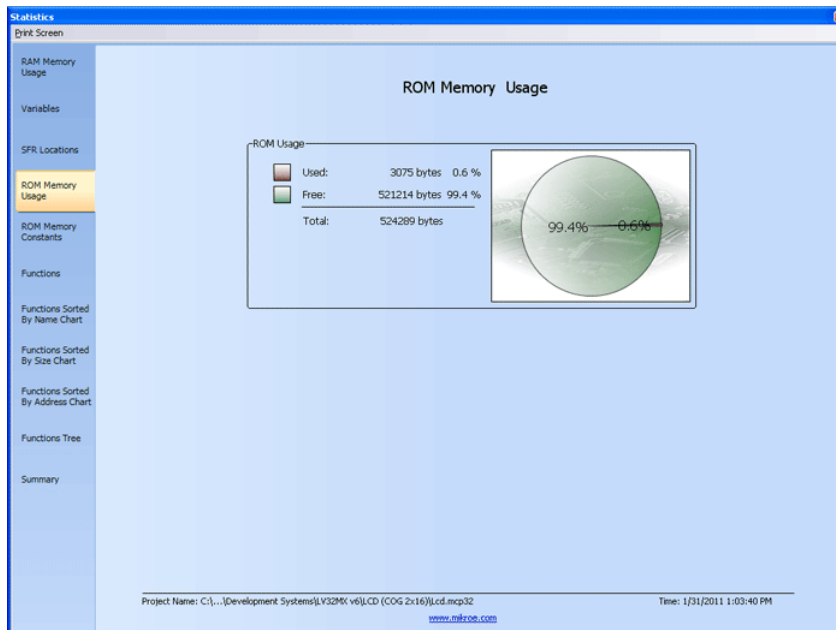 Statistics
Print Screen
RAM Memory
Usage
Variables
SFR Locations
ROM Memory
Usage
ROM Memory
Constants
Functions
Functions Sorted
By Name Chart
Functions Sorted
By Size Chart
Functions Sorted
By Address Chart
Functions Tree
Summary
ROM Memory Usage
ROM Usage
Used: 3075 bytes 0.6 %
Free: 521214 bytes 99.4 %
Total: 524289 bytes
99.4% 0.6%
Project Name: C:\...\Development Systems\LV32MX v6\LCD (COG 2x16)\Lcd.mcp32 Time: 1/31/2011 1:03:40 PM
www.mikroe.com